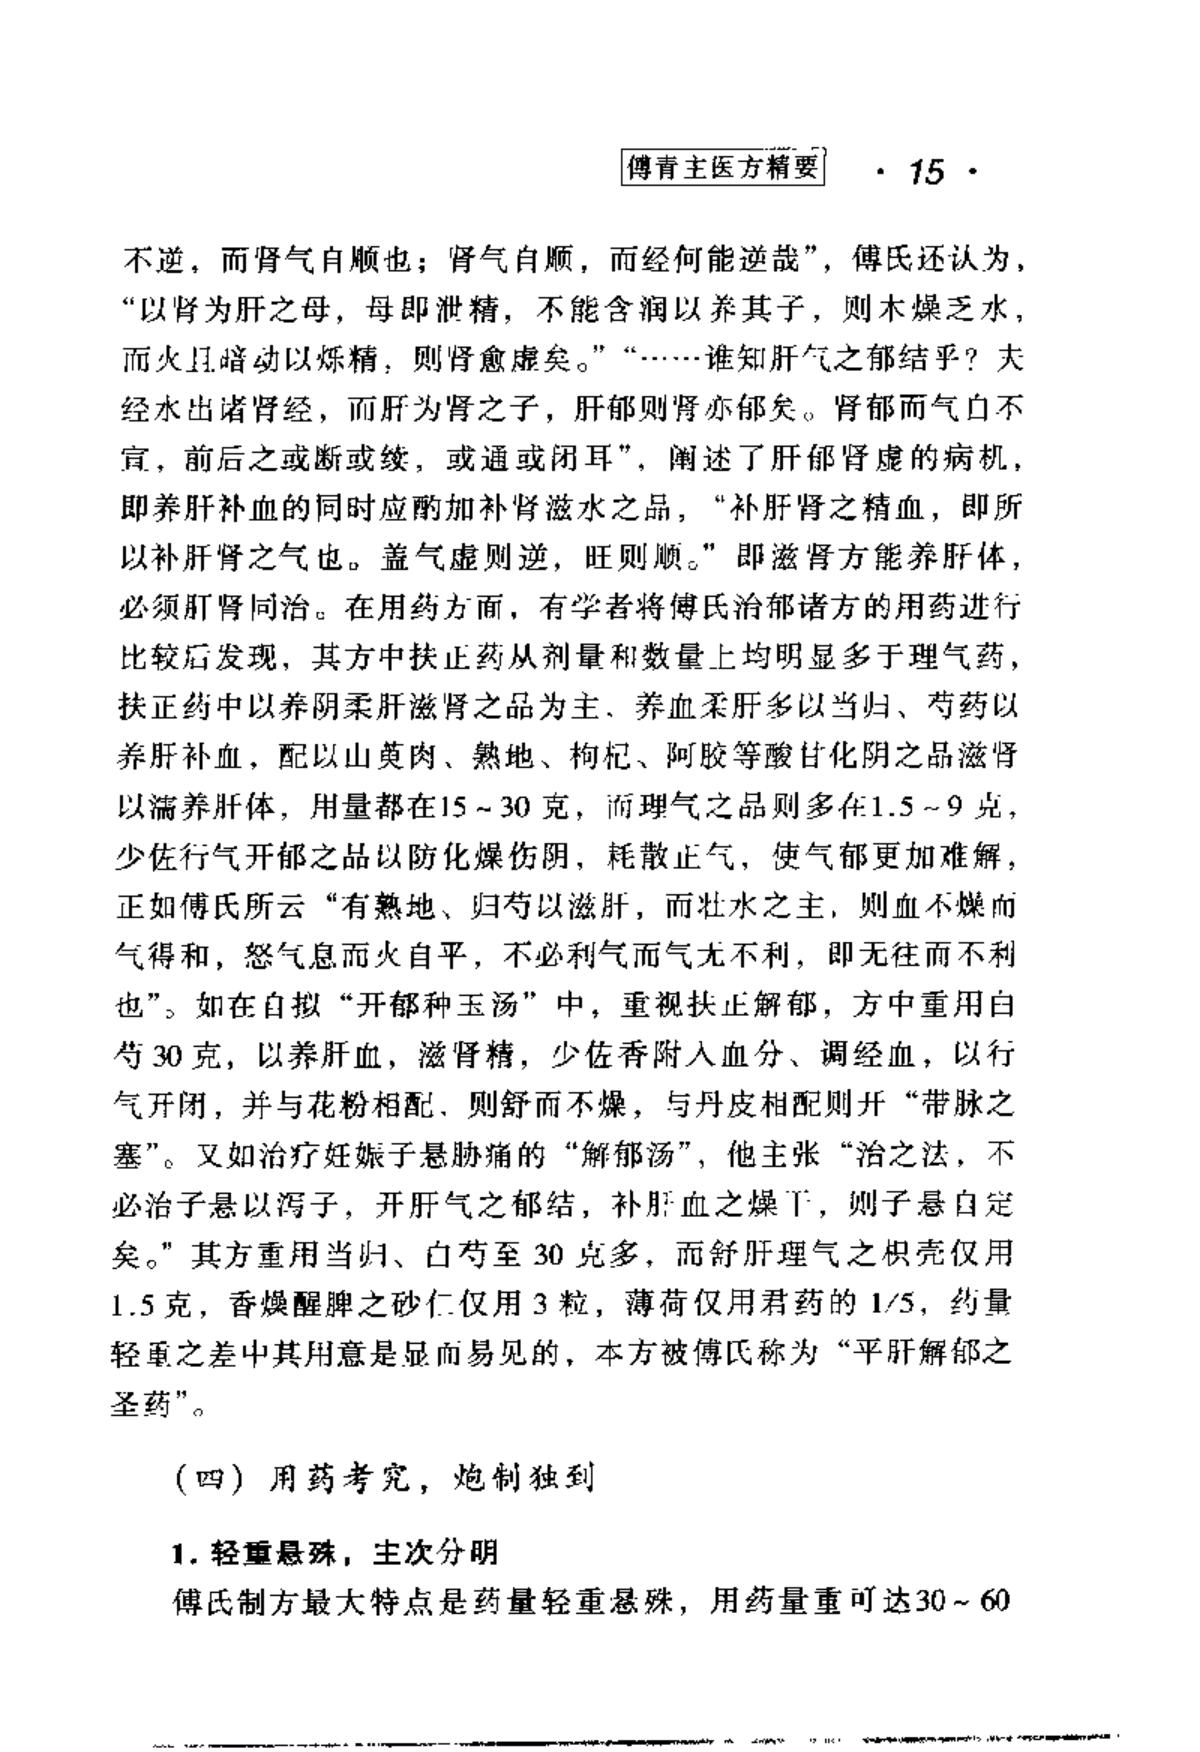 傅青主医方精要 · 15 ·
不逆，而肾气自顺也；肾气自顺，而经何能逆哉”，傅氏还认为，
“以肾为肝之母，母即泄精，不能含润以养其子，则木燥乏水，
而火且暗动以烁精，则肾愈虚矣。”“……谁知肝气之郁结乎？夫
经水出诸肾经，而肝为肾之子，肝郁则肾亦郁矣。肾郁而气自不
宣，前后之或断或续，或通或闭耳”，阐述了肝郁肾虚的病机，
即养肝补血的同时应酌加补肾滋水之品，“补肝肾之精血，即所
以补肝肾之气也。盖气虚则逆，旺则顺。”即滋肾方能养肝体，
必须肝肾同治。在用药方面，有学者将傅氏治郁诸方的用药进行
比较后发现，其方中扶正药从剂量和数量上均明显多于理气药，
扶正药中以养阴柔肝滋肾之品为主、养血柔肝多以当归、芍药以
养肝补血，配以山萸肉、熟地、枸杞、阿胶等酸甘化阴之品滋肾
以濡养肝体，用量都在15～30 克，而理气之品则多在1.5～9 克，
少佐行气开郁之品以防化燥伤阴，耗散正气，使气郁更加难解，
正如傅氏所云“有熟地、归芍以滋肝，而壮水之主，则血不燥而
气得和，怒气息而火自平，不必利气而气无不利，即无往而不利
也”。如在自拟“开郁种玉汤”中，重视扶正解郁，方中重用白
芍 30 克，以养肝血，滋肾精，少佐香附入血分、调经血，以行
气开闭，并与花粉相配、则舒而不燥，与丹皮相配则开“带脉之
塞”。又如治疗妊娠子悬胁痛的“解郁汤”，他主张“治之法，不
必治子悬以泻子，开肝气之郁结，补肝血之燥干，则子悬自定
矣。”其方重用当归、白芍至 30 克多，而舒肝理气之枳壳仅用
1.5 克，香燥醒脾之砂仁仅用 3 粒，薄荷仅用君药的 1/5，药量
轻重之差中其用意是显而易见的，本方被傅氏称为“平肝解郁之
圣药”。
（四）用药考究，炮制独到
1. 轻重悬殊，主次分明
傅氏制方最大特点是药量轻重悬殊，用药量重可达30～60